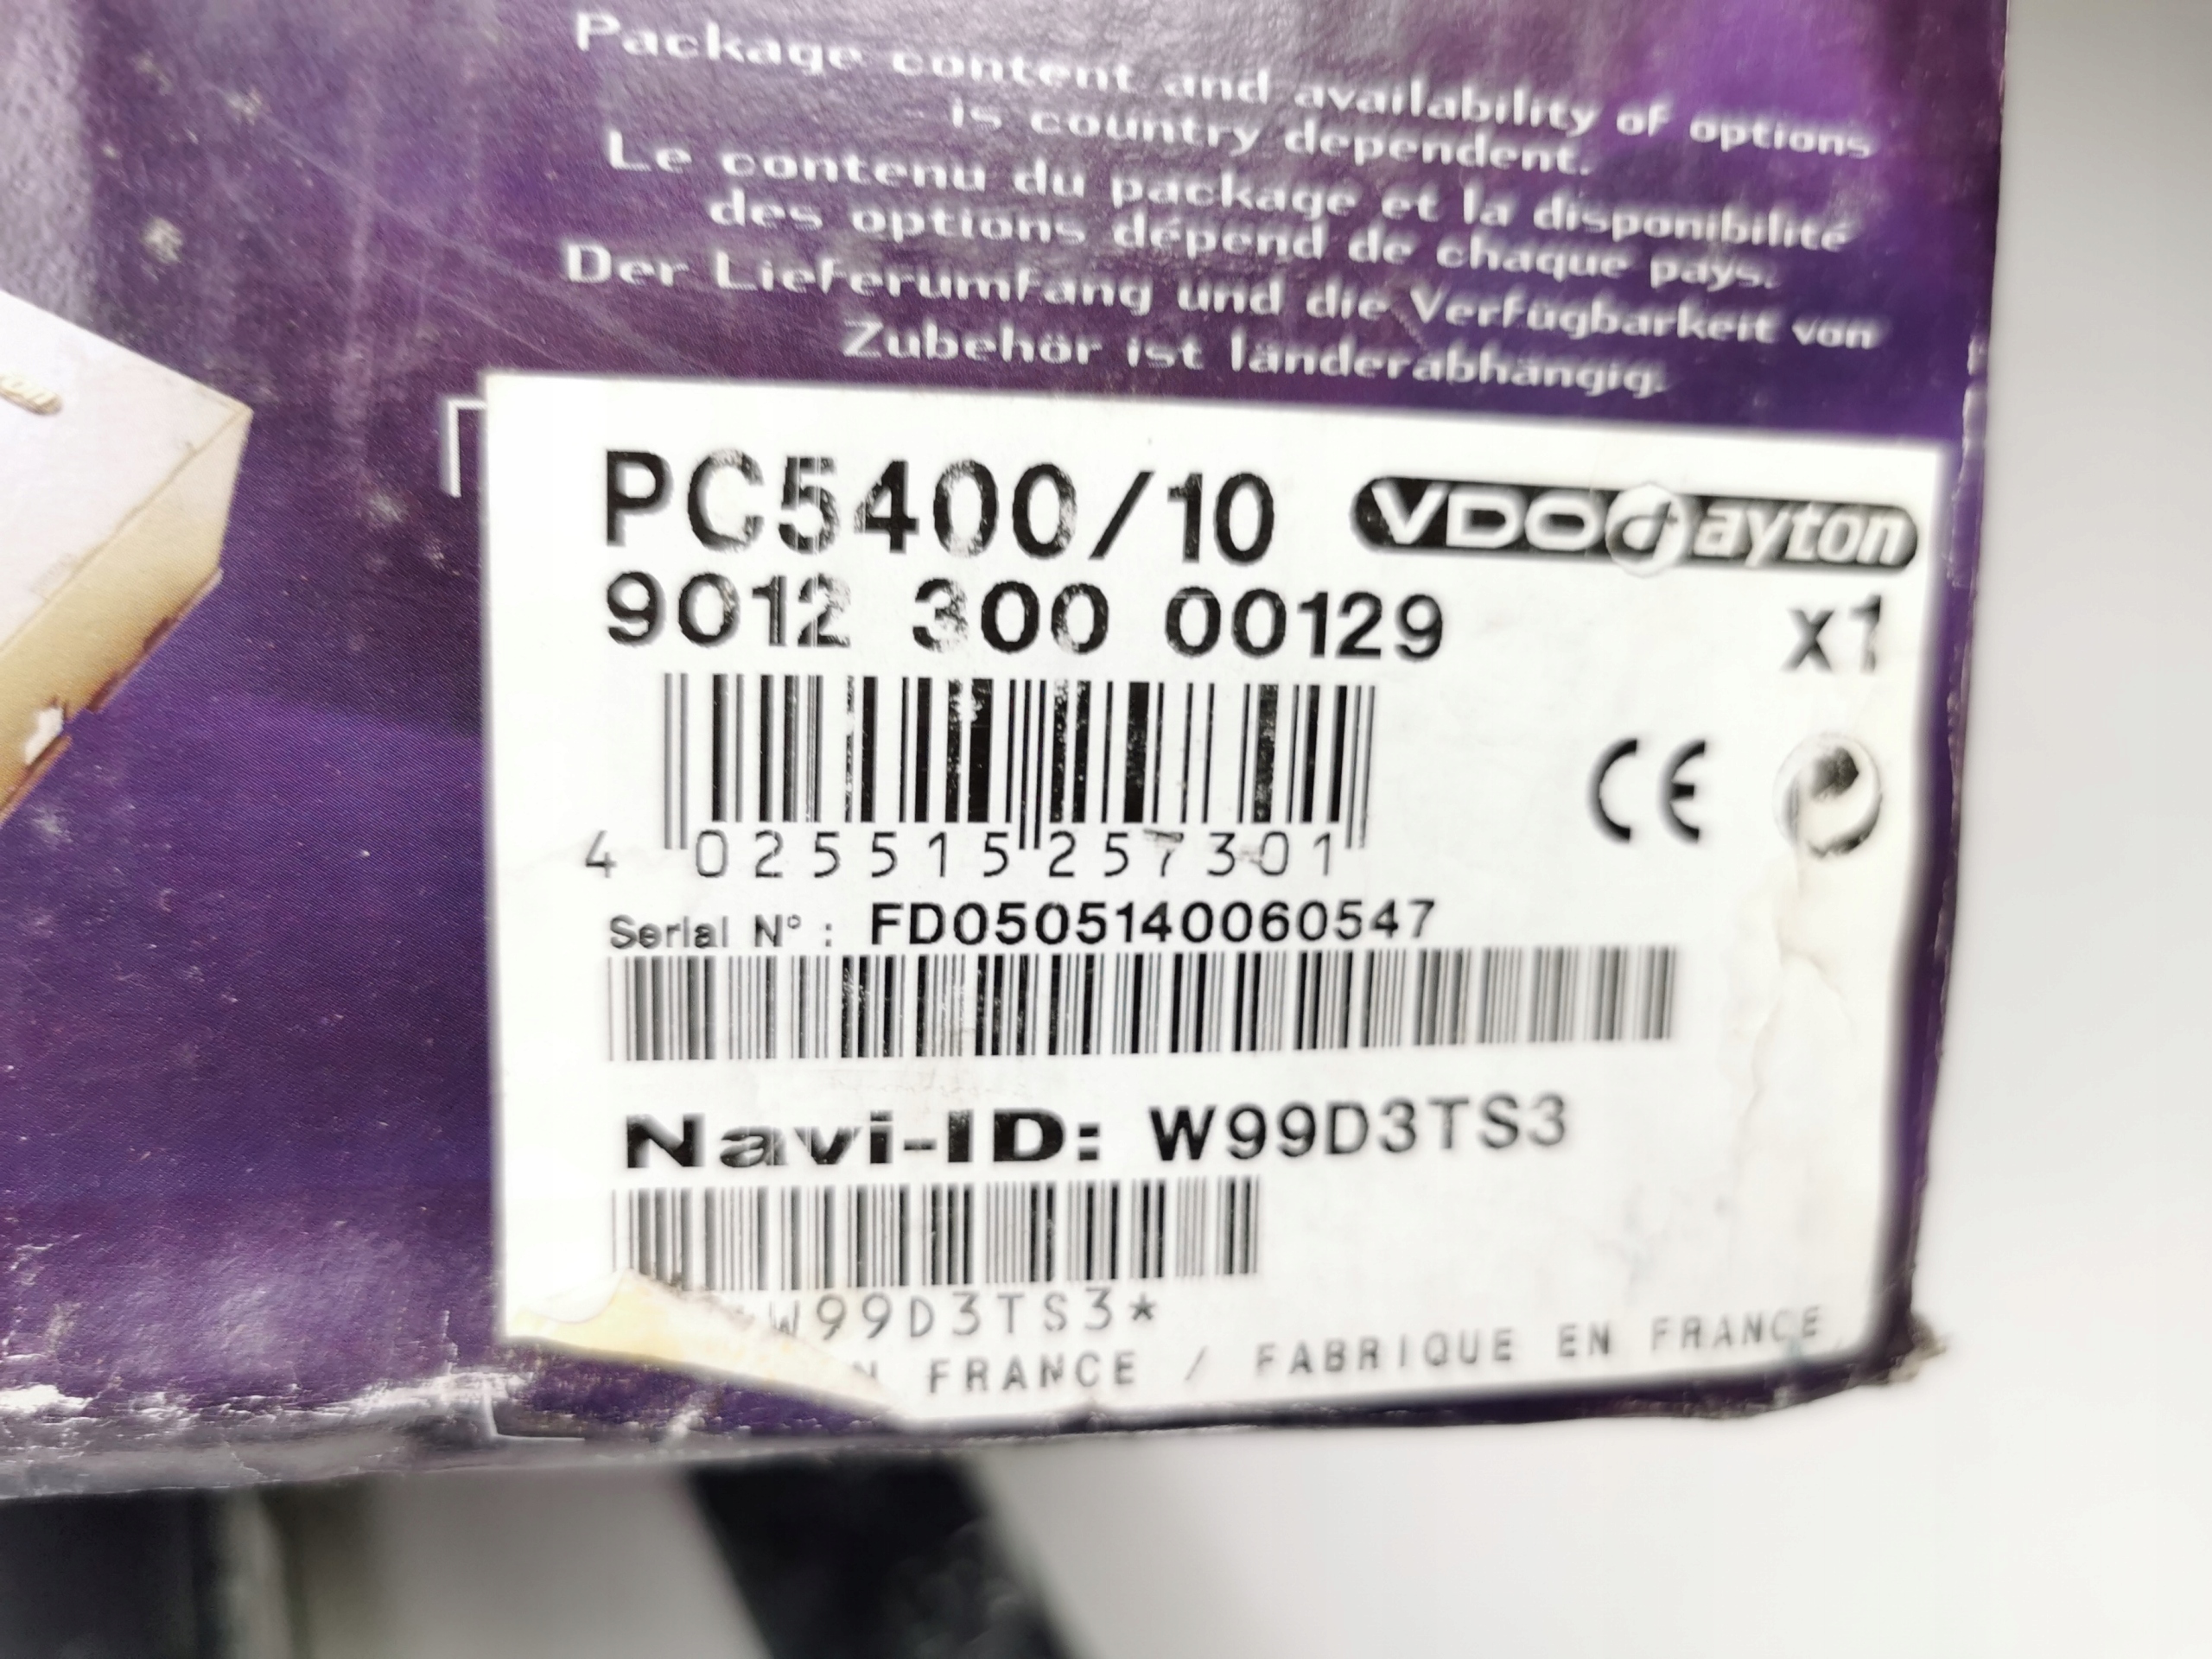 Package content and availability of options
is country dependent.
Le contenu du package et la disponibilité
des options dépend de chaque pays.
Der Lieferumfang und die Verfügbarkeit von
Zubehör ist länderabhängig.
PC5400/10 VDO dayton
9012 300 00129 x1
CE
4 025515 257301
Serial N° : FD0505140060547
Navi-ID: W99D3TS3
W99D3TS3*
N FRANCE / FABRIQUE EN FRANCE